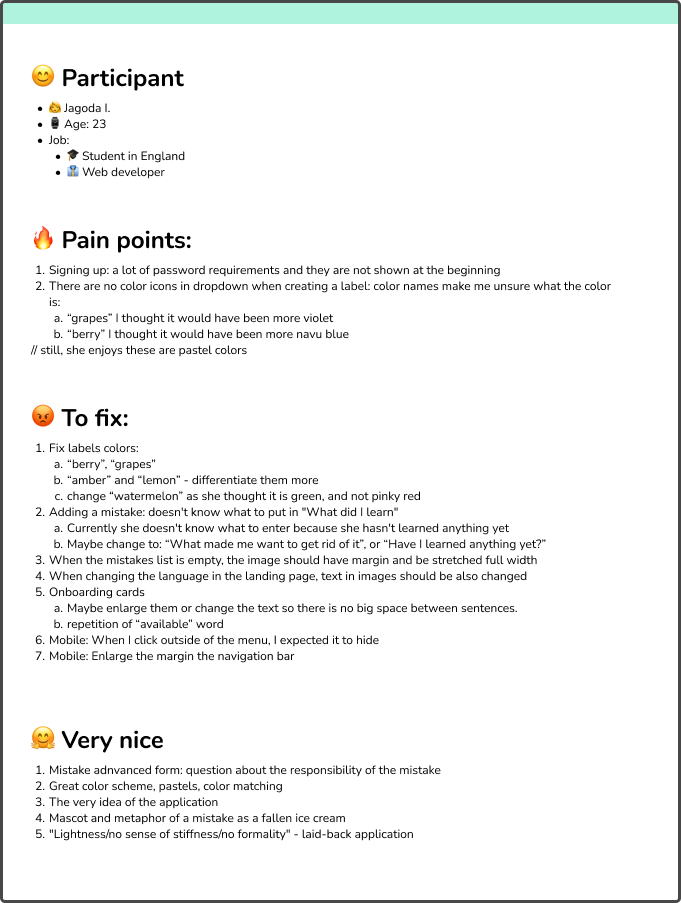 😊 Participant
• 👩 Jagoda I.
• ⌚ Age: 23
• Job:
• 🎓 Student in England
• 👔 Web developer
🔥 Pain points:
1. Signing up: a lot of password requirements and they are not shown at the beginning
2. There are no color icons in dropdown when creating a label: color names make me unsure what the color
is:
a. “grapes” I thought it would have been more violet
b. “berry” I thought it would have been more navu blue
// still, she enjoys these are pastel colors
😡 To fix:
1. Fix labels colors:
a. “berry”, “grapes”
b. “amber” and “lemon” - differentiate them more
c. change “watermelon” as she thought it is green, and not pinky red
2. Adding a mistake: doesn't know what to put in "What did I learn"
a. Currently she doesn't know what to enter because she hasn't learned anything yet
b. Maybe change to: “What made me want to get rid of it”, or “Have I learned anything yet?”
3. When the mistakes list is empty, the image should have margin and be stretched full width
4. When changing the language in the landing page, text in images should be also changed
5. Onboarding cards
a. Maybe enlarge them or change the text so there is no big space between sentences.
b. repetition of “available” word
6. Mobile: When I click outside of the menu, I expected it to hide
7. Mobile: Enlarge the margin the navigation bar
🤗 Very nice
1. Mistake adnvanced form: question about the responsibility of the mistake
2. Great color scheme, pastels, color matching
3. The very idea of the application
4. Mascot and metaphor of a mistake as a fallen ice cream
5. "Lightness/no sense of stiffness/no formality" - laid-back application